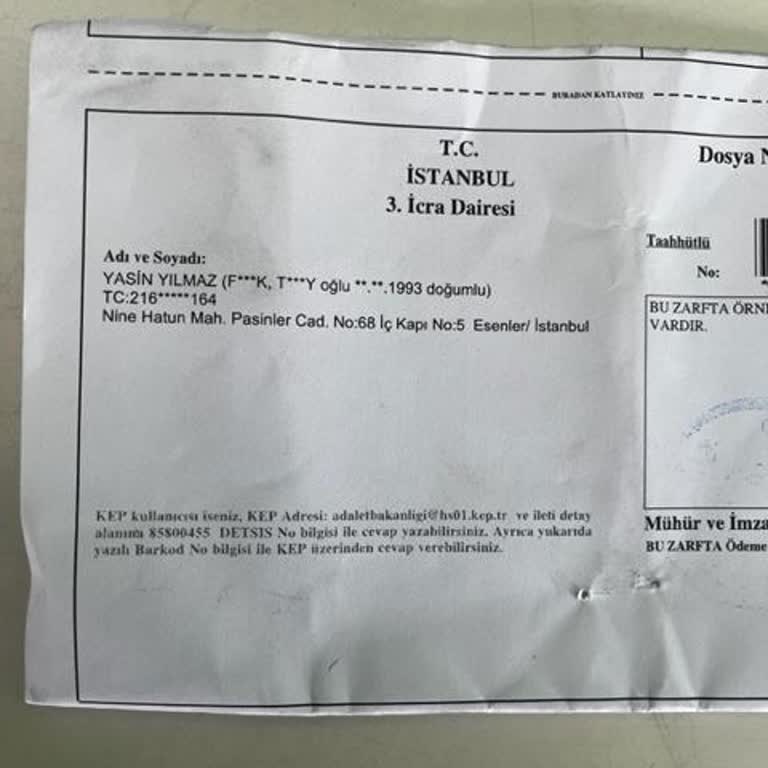 BURADAN KATLAYINIZ
T.C.
İSTANBUL
3. İcra Dairesi
Dosya N
Adı ve Soyadı:
YASİN YILMAZ (F***K, T***Y oğlu **.**.1993 doğumlu)
TC:216*****164
Nine Hatun Mah. Pasinler Cad. No:68 İç Kapı No:5 Esenler/ İstanbul
Taahhütlü
No:
BU ZARFTA ÖRNE
VARDIR.
KEP kullanıcısı iseniz, KEP Adresi: adaletbakanligi@hs01.kep.tr ve ileti detay
alanını 85800455 DETSIS No bilgisi ile cevap yazabilirsiniz. Ayrıca yukarıda
yazılı Barkod No bilgisi ile KEP üzerinden cevap verebilirsiniz.
Mühür ve İmza
BU ZARFTA Ödeme